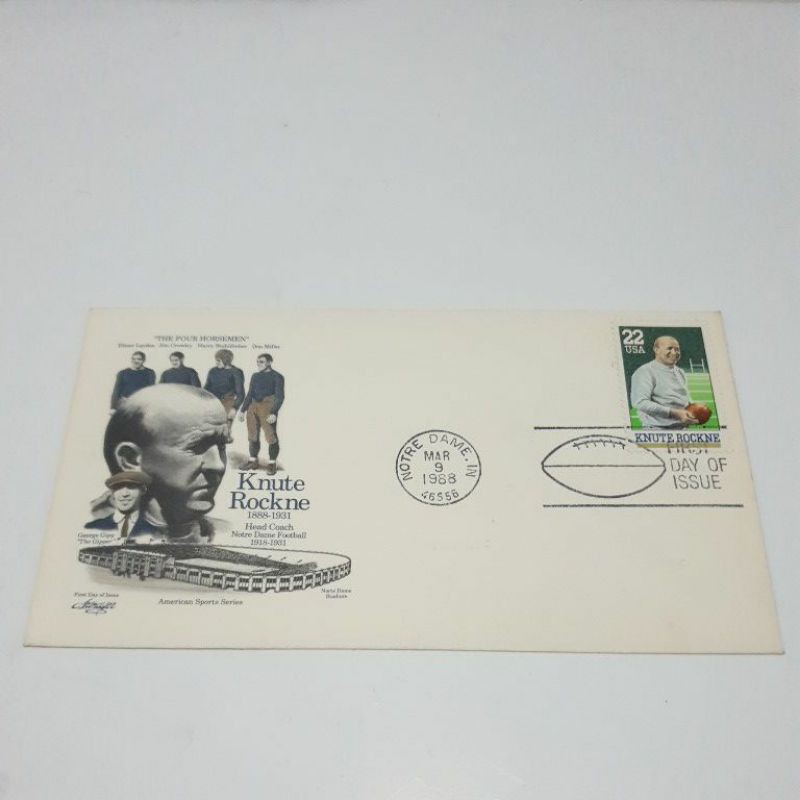 "THE FOUR HORSEMEN"
Elmer Layden Jim Crowley Harry Stuhldreher Don Miller
Knute
Rockne
1888-1931
Head Coach
Notre Dame Football
1918-1931
George Gipp
"The Gipper"
First Day of Issue
American Sports Series
Notre Dame
Stadium
NOTRE DAME, IN
MAR
9
1988
46556
22
USA
KNUTE ROCKNE
FIRST
DAY OF
ISSUE